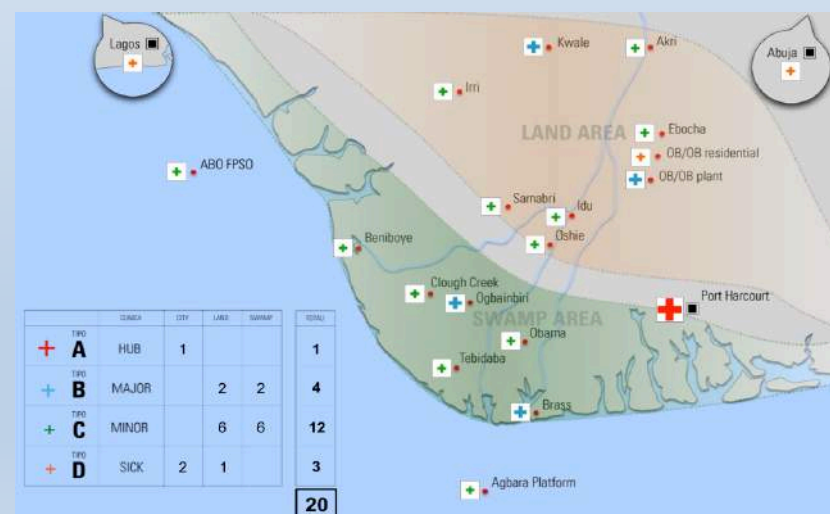 Lagos
Kwale
Akri
Abuja
Irri
LAND AREA
Ebocha
OB/OB residential
OB/OB plant
ABO FPSO
Samabri
Idu
Oshie
Beniboye
Clough Creek
Ogbainbiri
Port Harcourt
SWAMP AREA
Obama
Tebidaba
Brass
Agbara Platform
CITY LAND SWAMP TOTAL
TIPO
A HUB 1 1
TIPO
B MAJOR 2 2 4
TIPO
C MINOR 6 6 12
TIPO
D SICK 2 1 3
20